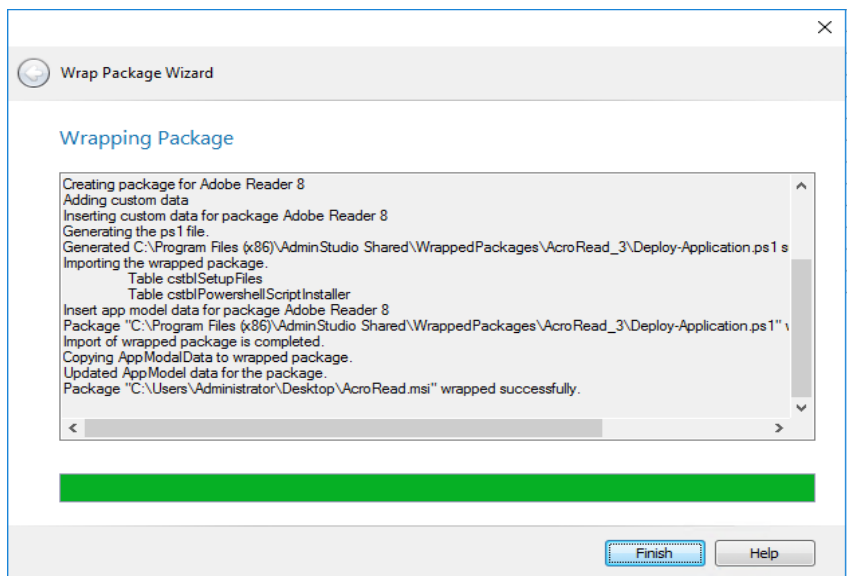 Wrap Package Wizard
Wrapping Package
Creating package for Adobe Reader 8
Adding custom data
Inserting custom data for package Adobe Reader 8
Generating the ps1 file.
Generated C:\Program Files (x86)\AdminStudio Shared\WrappedPackages\AcroRead_3\Deploy-Application.ps1 s
Importing the wrapped package.
Table cstblSetupFiles
Table cstblPowershellScriptInstaller
Insert app model data for package Adobe Reader 8
Package "C:\Program Files (x86)\AdminStudio Shared\WrappedPackages\AcroRead_3\Deploy-Application.ps1"
Import of wrapped package is completed.
Copying AppModalData to wrapped package.
Updated AppModel data for the package.
Package "C:\Users\Administrator\Desktop\AcroRead.msi" wrapped successfully.
Finish
Help